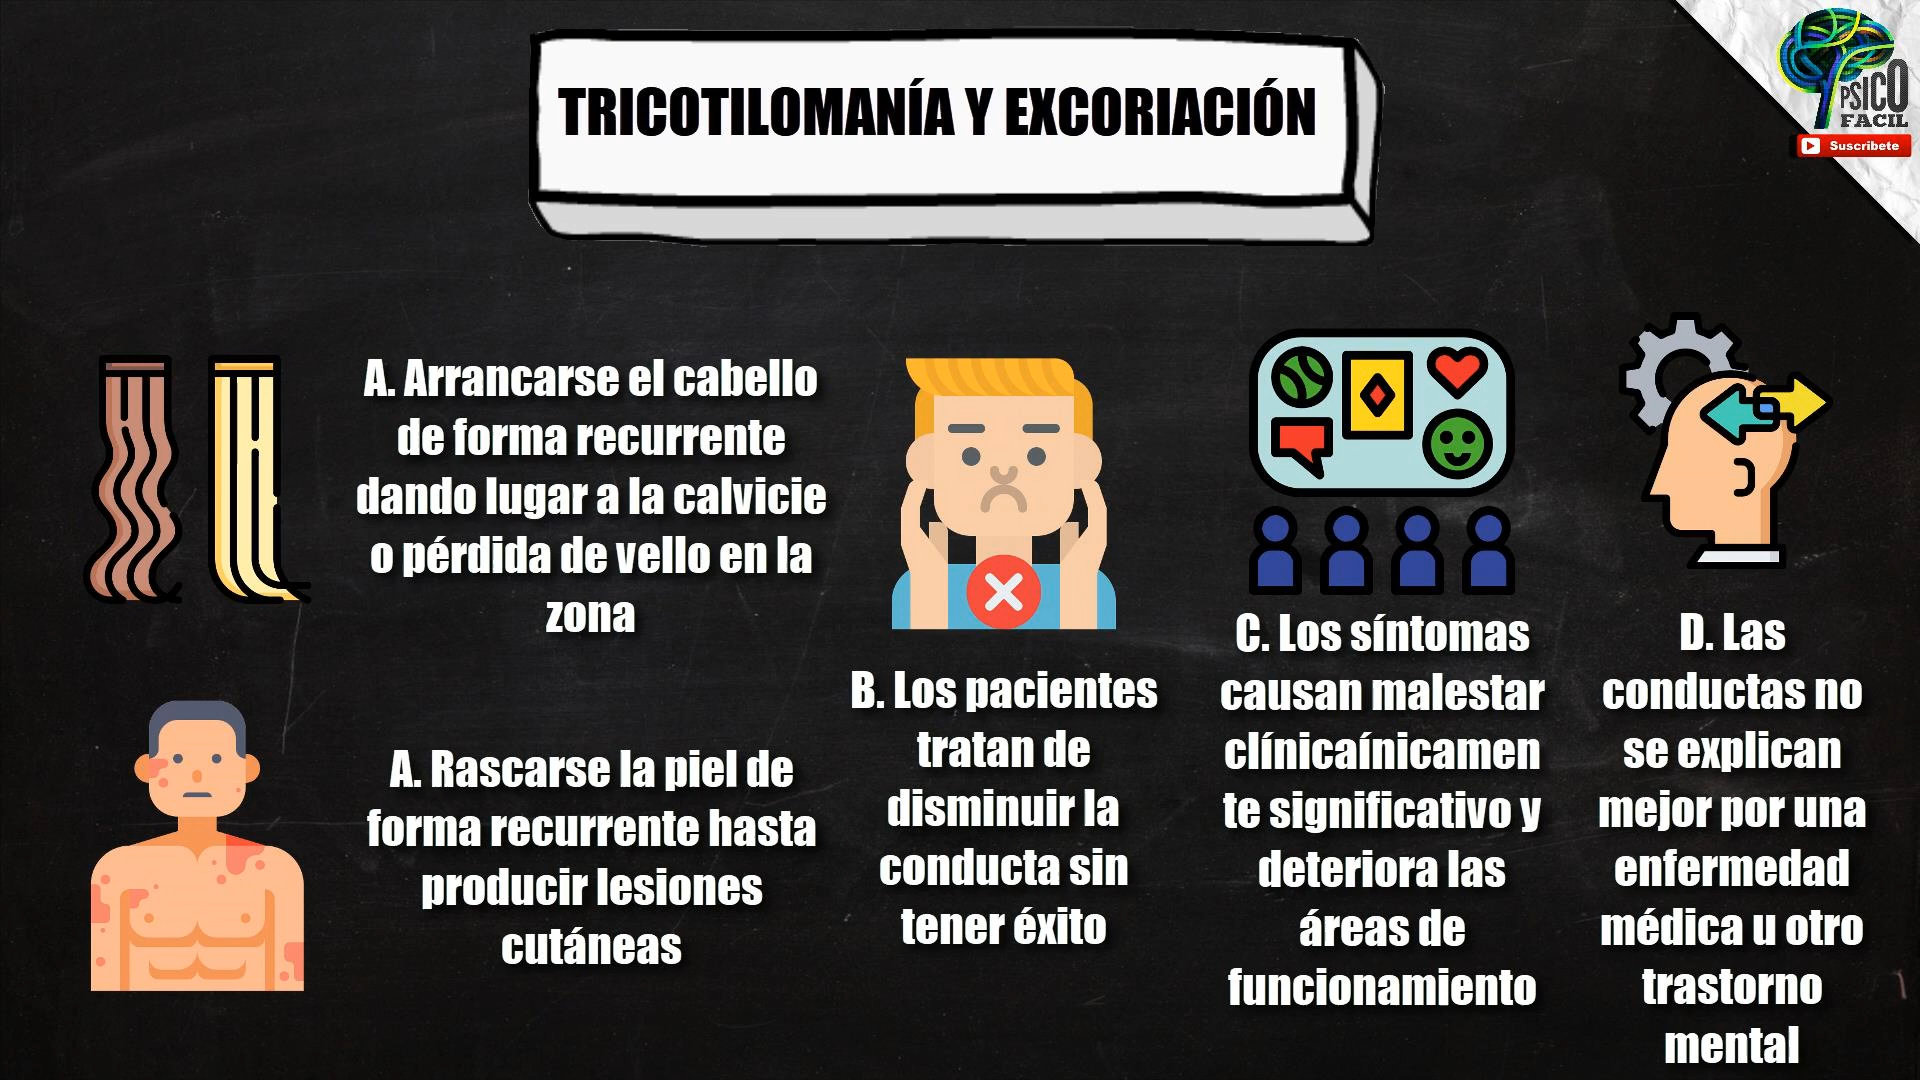 TRICOTILOMANÍA Y EXCORIACIÓN
PSICO
FACIL
Suscribete
A. Arrancarse el cabello
de forma recurrente
dando lugar a la calvicie
o pérdida de vello en la
zona
A. Rascarse la piel de
forma recurrente hasta
producir lesiones
cutáneas
B. Los pacientes
tratan de
disminuir la
conducta sin
tener éxito
C. Los síntomas
causan malestar
clínicaínicamen
te significativo y
deteriora las
áreas de
funcionamiento
D. Las
conductas no
se explican
mejor por una
enfermedad
médica u otro
trastorno
mental